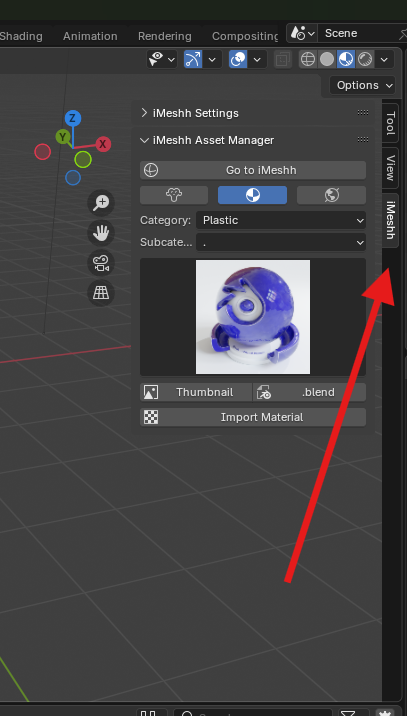 Shading Animation Rendering Compositing Scene
Options
iMeshh Settings
iMeshh Asset Manager
Go to iMeshh
Category: Plastic
Subcate... .
Thumbnail .blend
Import Material
Tool
View
iMeshh
Z
Y
X